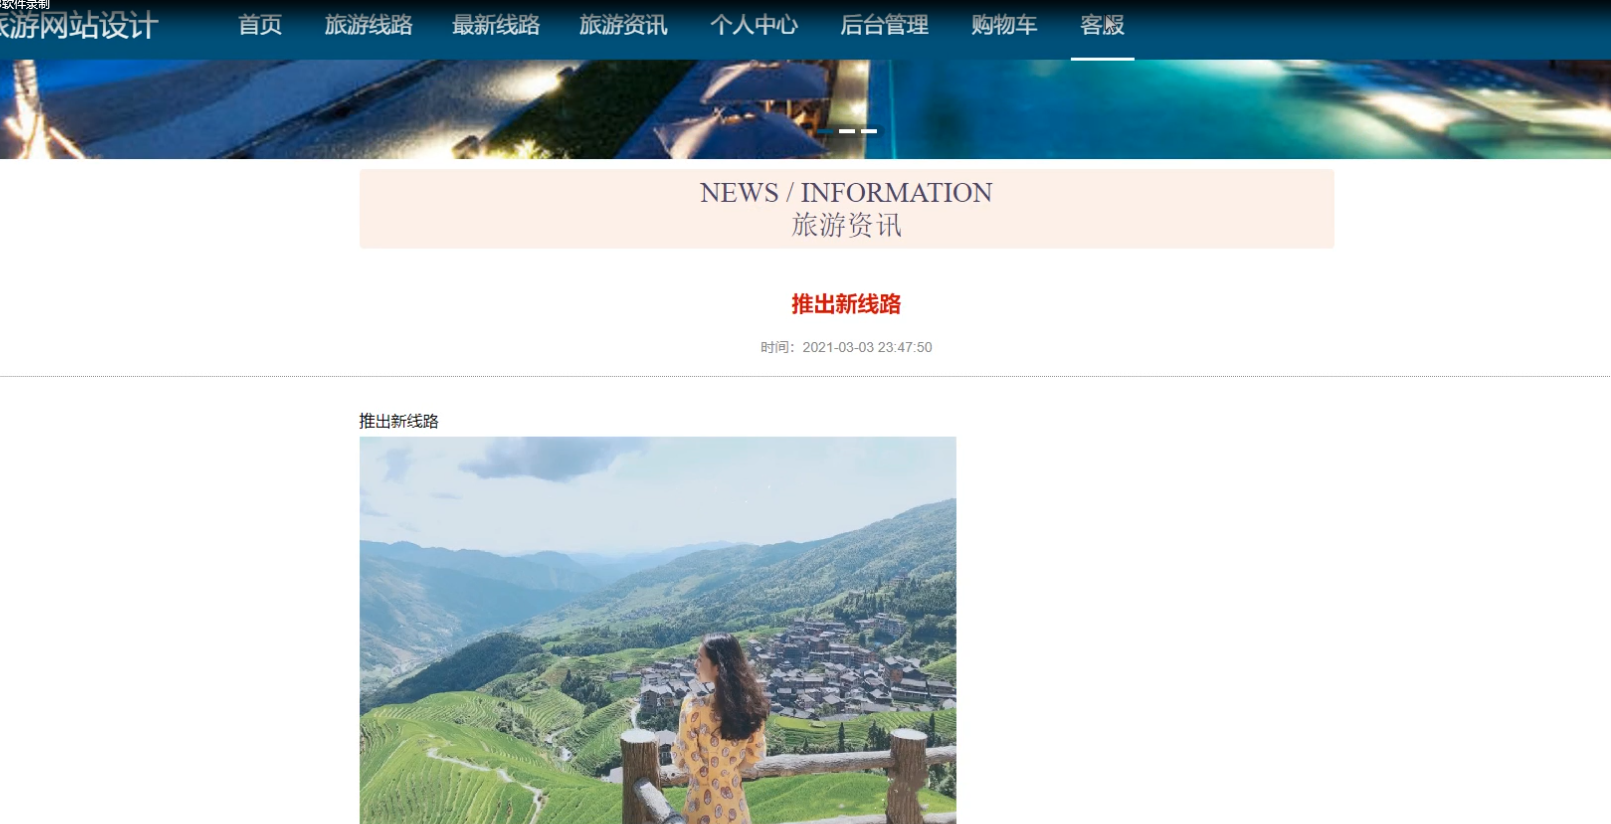 软件录制
旅游网站设计 首页 旅游线路 最新线路 旅游资讯 个人中心 后台管理 购物车 客服
NEWS / INFORMATION
旅游资讯
推出新线路
时间：2021-03-03 23:47:50
推出新线路